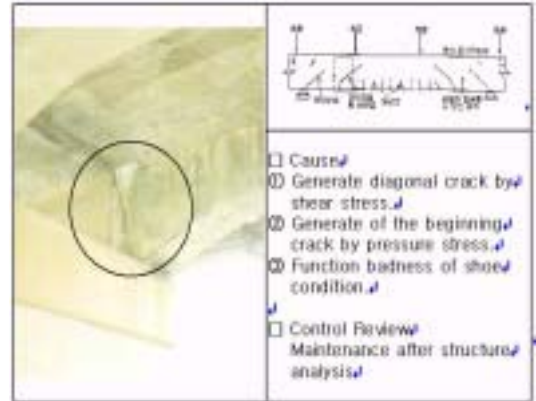 □ Cause
① Generate diagonal crack by
shear stress.
② Generate of the beginning
crack by pressure stress.
③ Function badness of shoe
condition.
□ Control Review
Maintenance after structure
analysis